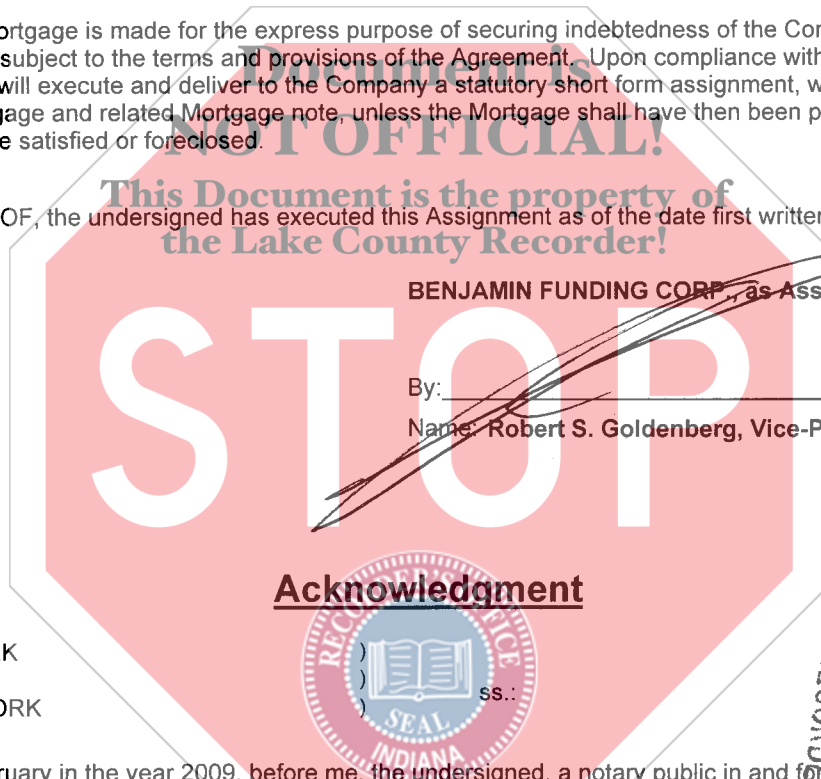 ortgage is made for the express purpose of securing indebtedness of the Cor
subject to the terms and provisions of the Agreement. Upon compliance with
will execute and deliver to the Company a statutory short form assignment, w
gage and related Mortgage note, unless the Mortgage shall have then been p
e satisfied or foreclosed.
Document is
NOT OFFICIAL!
This Document is the property of
the Lake County Recorder!
OF, the undersigned has executed this Assignment as of the date first written
BENJAMIN FUNDING CORP., as Ass
By:
Name: Robert S. Goldenberg, Vice-P
STOP
Acknowledgment
RECORDER'S OFFICE
SEAL
INDIANA
K )
)
ORK ) ss.:
ruary in the year 2009, before me, the undersigned, a notary public in and fo